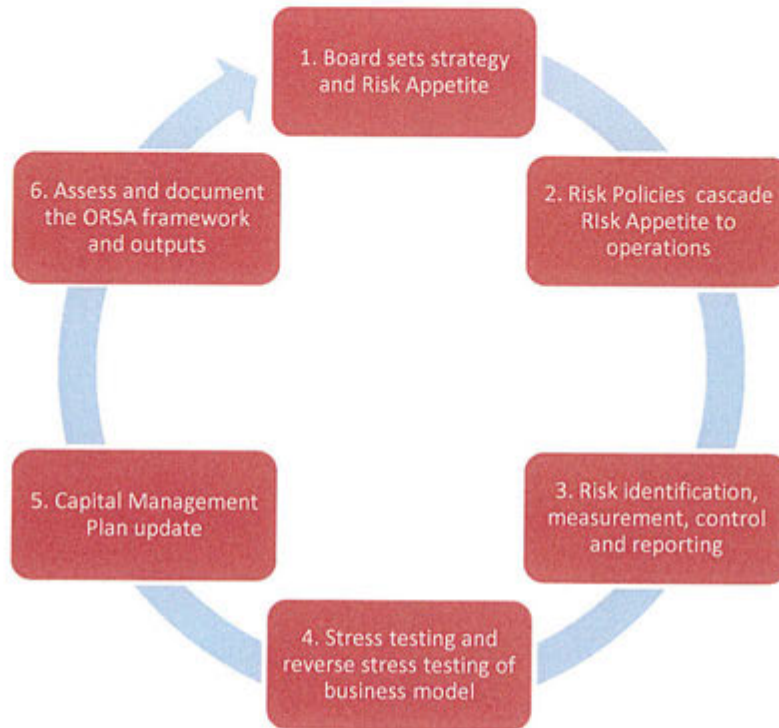 1. Board sets strategy
and Risk Appetite
2. Risk Policies cascade
RIsk Appetite to
operations
3. Risk identification,
measurement, control
and reporting
4. Stress testing and
reverse stress testing of
business model
5. Capital Management
Plan update
6. Assess and document
the ORSA framework
and outputs